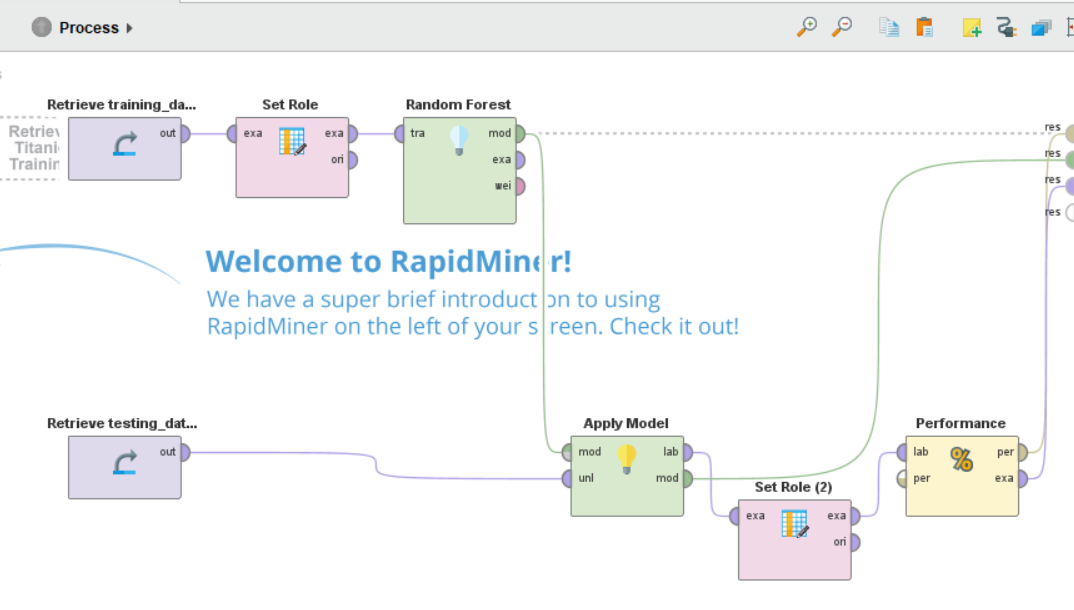 Process
Retrieve training_da...
Set Role
Random Forest
out
exa
exa
ori
tra
mod
exa
wei
res
res
res
res
Retriev
Titani
Trainin
Welcome to RapidMiner!
We have a super brief introduction to using
RapidMiner on the left of your screen. Check it out!
Retrieve testing_dat...
out
Apply Model
mod
lab
unl
mod
Set Role (2)
exa
exa
ori
Performance
lab
per
per
exa
%